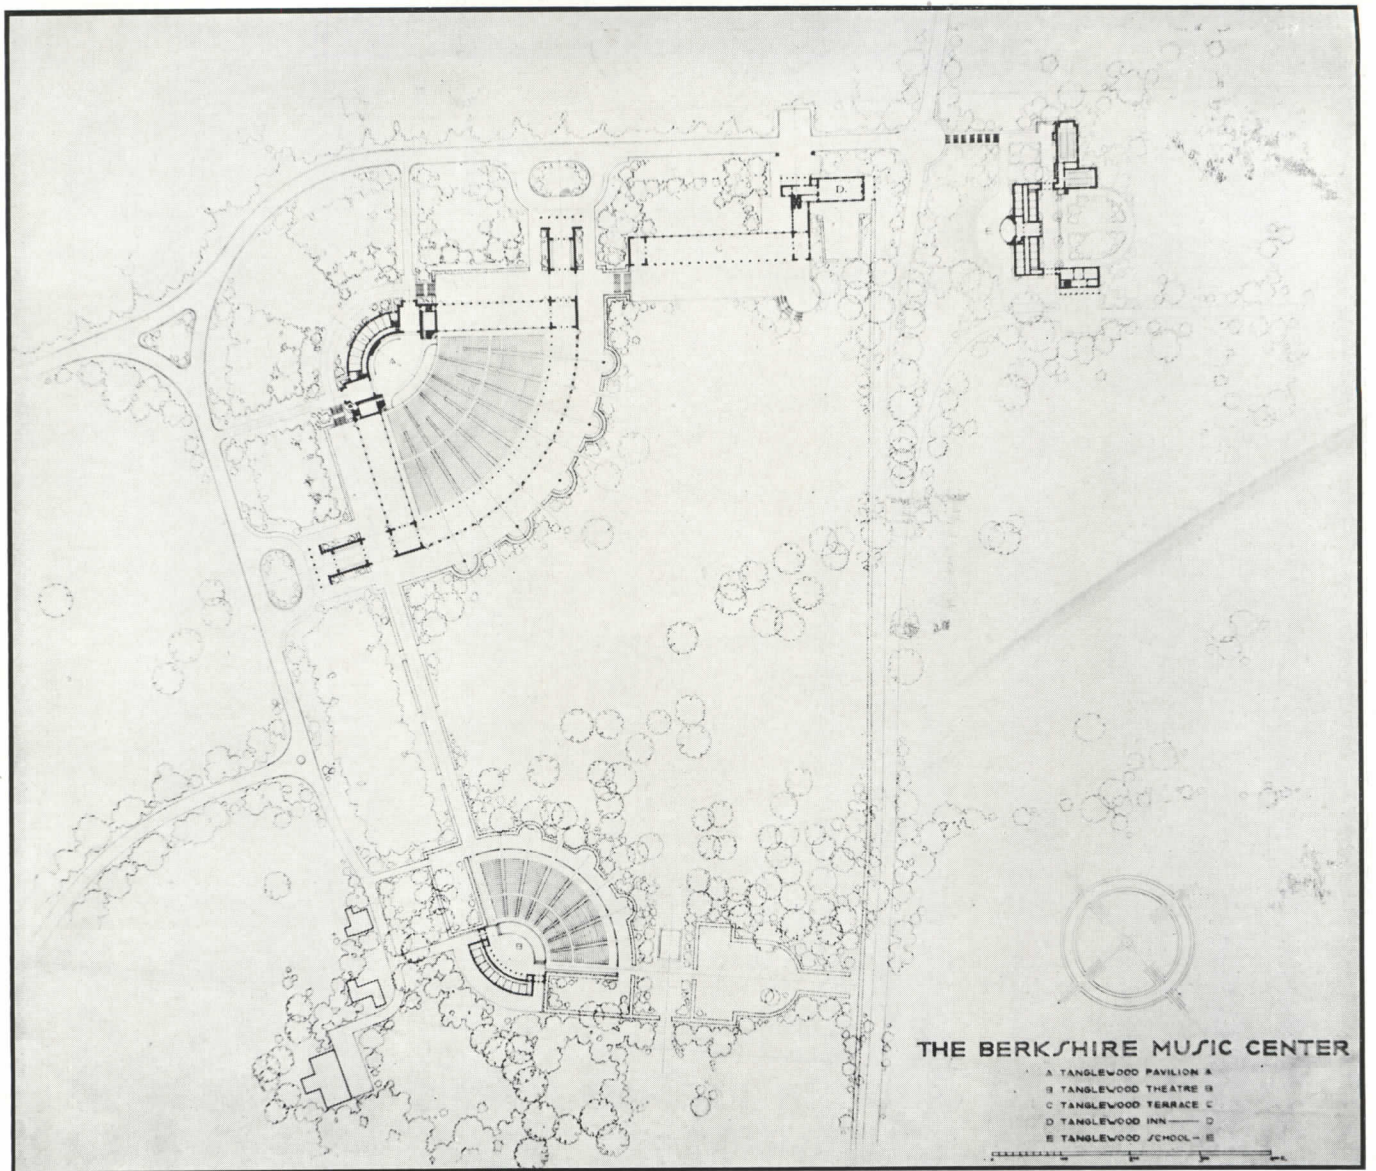 D.
C
A
B
THE BERKSHIRE MUSIC CENTER
A TANGLEWOOD PAVILION A
B TANGLEWOOD THEATRE B
C TANGLEWOOD TERRACE C
D TANGLEWOOD INN — D
E TANGLEWOOD SCHOOL – E